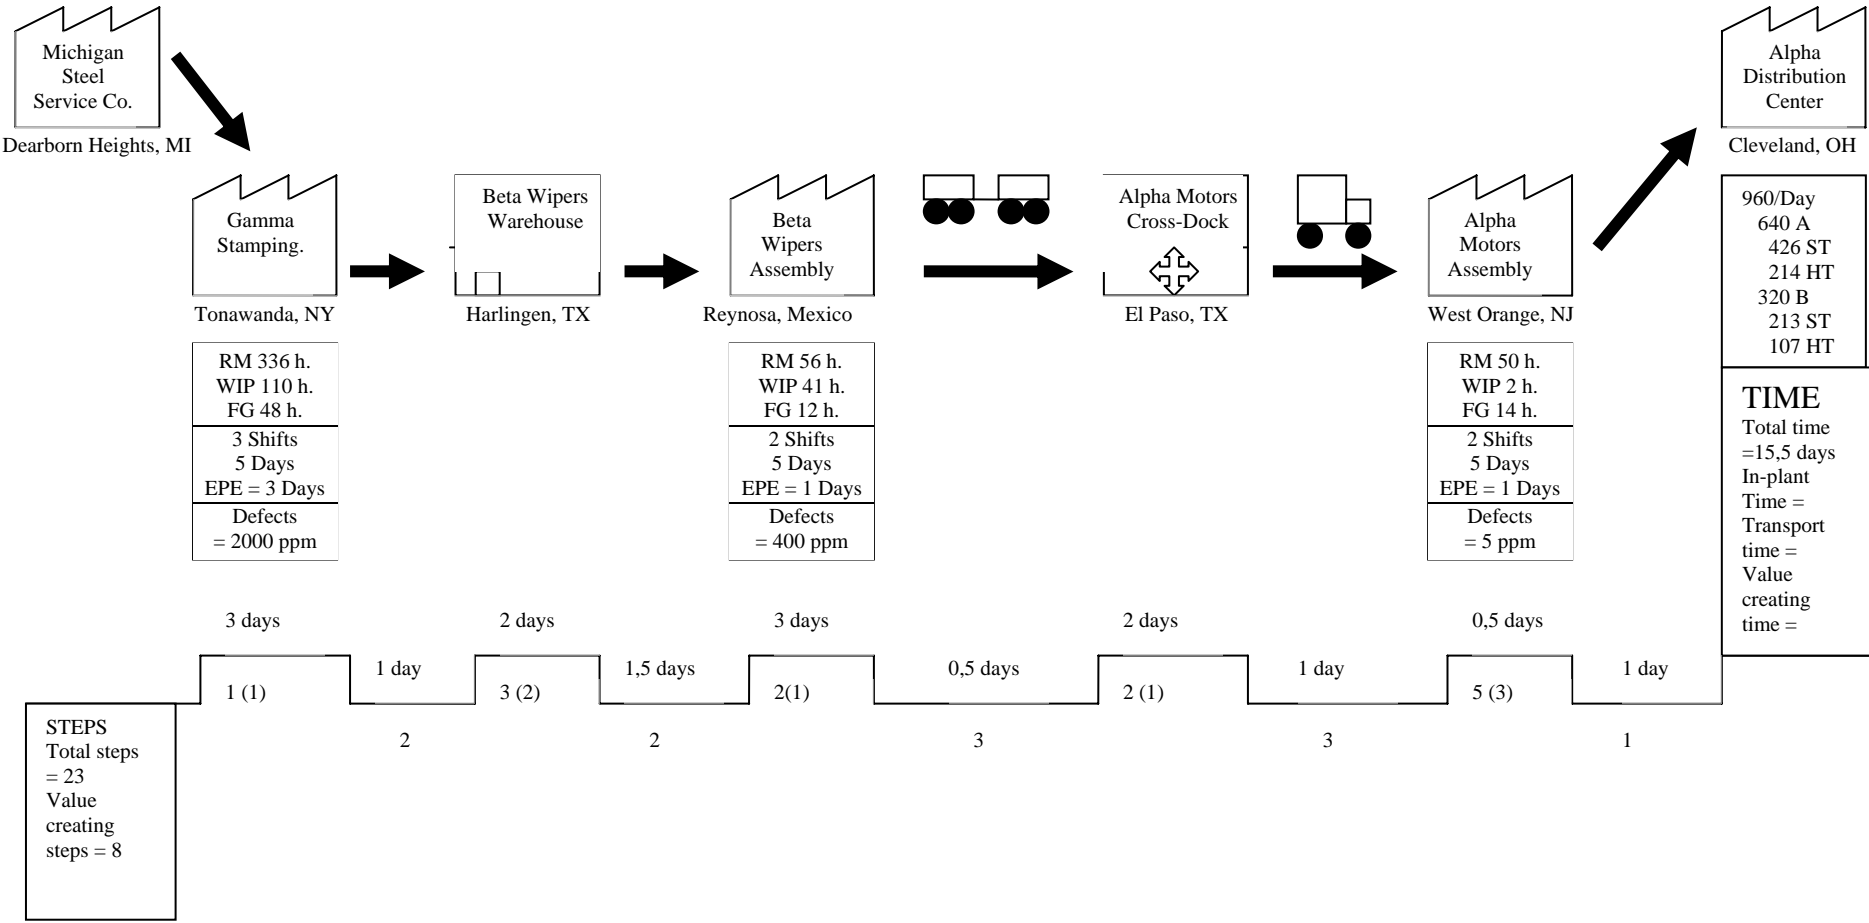 Michigan
Steel
Service Co.
Dearborn Heights, MI
Alpha
Distribution
Center
Cleveland, OH
Gamma
Stamping.
Tonawanda, NY
Beta Wipers
Warehouse
Harlingen, TX
Beta
Wipers
Assembly
Reynosa, Mexico
Alpha Motors
Cross-Dock
El Paso, TX
Alpha
Motors
Assembly
West Orange, NJ
960/Day
640 A
426 ST
214 HT
320 B
213 ST
107 HT
RM 336 h.
WIP 110 h.
FG 48 h.
3 Shifts
5 Days
EPE = 3 Days
Defects
= 2000 ppm
RM 56 h.
WIP 41 h.
FG 12 h.
2 Shifts
5 Days
EPE = 1 Days
Defects
= 400 ppm
RM 50 h.
WIP 2 h.
FG 14 h.
2 Shifts
5 Days
EPE = 1 Days
Defects
= 5 ppm
TIME
Total time
=15,5 days
In-plant
Time =
Transport
time =
Value
creating
time =
3 days
2 days
3 days
2 days
0,5 days
1 day
1,5 days
0,5 days
1 day
1 day
1 (1)
3 (2)
2(1)
2 (1)
5 (3)
2
2
3
3
1
STEPS
Total steps
= 23
Value
creating
steps = 8